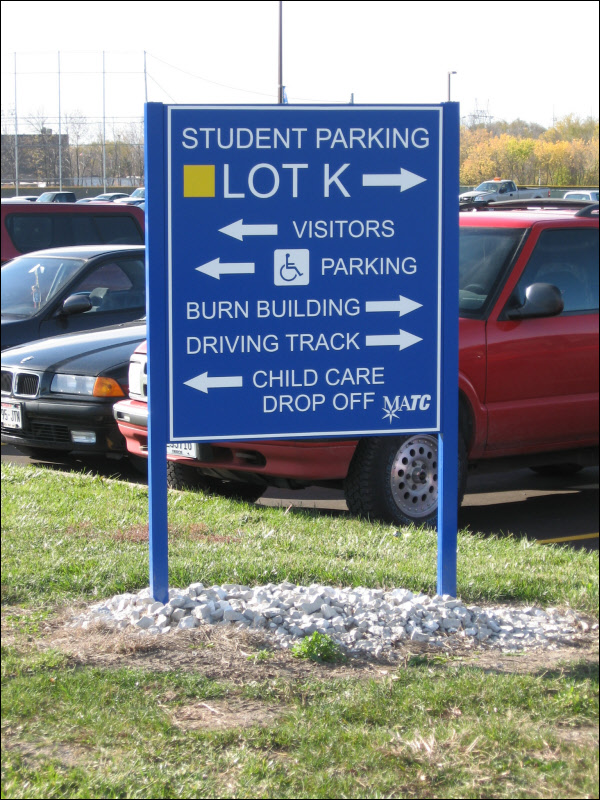 STUDENT PARKING
LOT K
VISITORS
PARKING
BURN BUILDING
DRIVING TRACK
CHILD CARE
DROP OFF
MATC